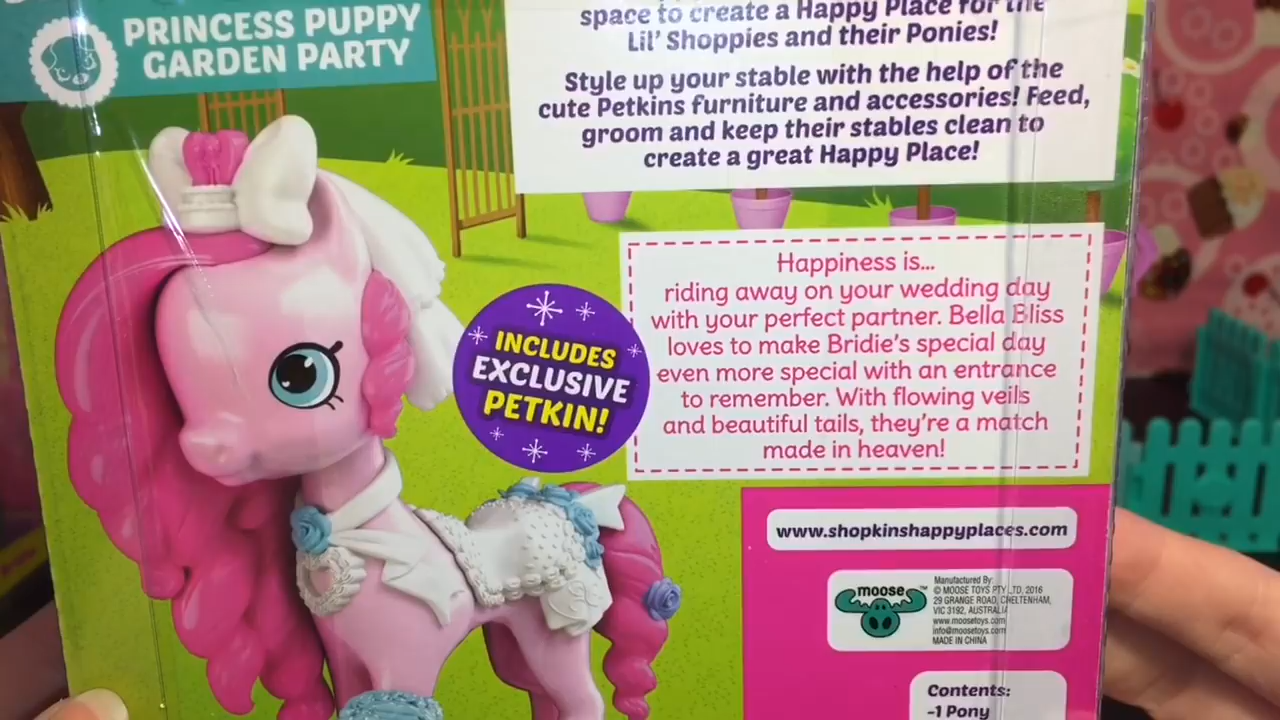 PRINCESS PUPPY
GARDEN PARTY
space to create a Happy Place for the
Lil' Shoppies and their Ponies!
Style up your stable with the help of the
cute Petkins furniture and accessories! Feed,
groom and keep their stables clean to
create a great Happy Place!
INCLUDES
EXCLUSIVE
PETKIN!
Happiness is...
riding away on your wedding day
with your perfect partner. Bella Bliss
loves to make Bridie's special day
even more special with an entrance
to remember. With flowing veils
and beautiful tails, they're a match
made in heaven!
www.shopkinshappyplaces.com
moose™
Manufactured By:
© MOOSE TOYS PTY LTD, 2016
29 GRANGE ROAD, CHELTENHAM,
VIC 3192, AUSTRALIA
www.moosetoys.com
info@moosetoys.com
MADE IN CHINA
Contents:
-1 Pony